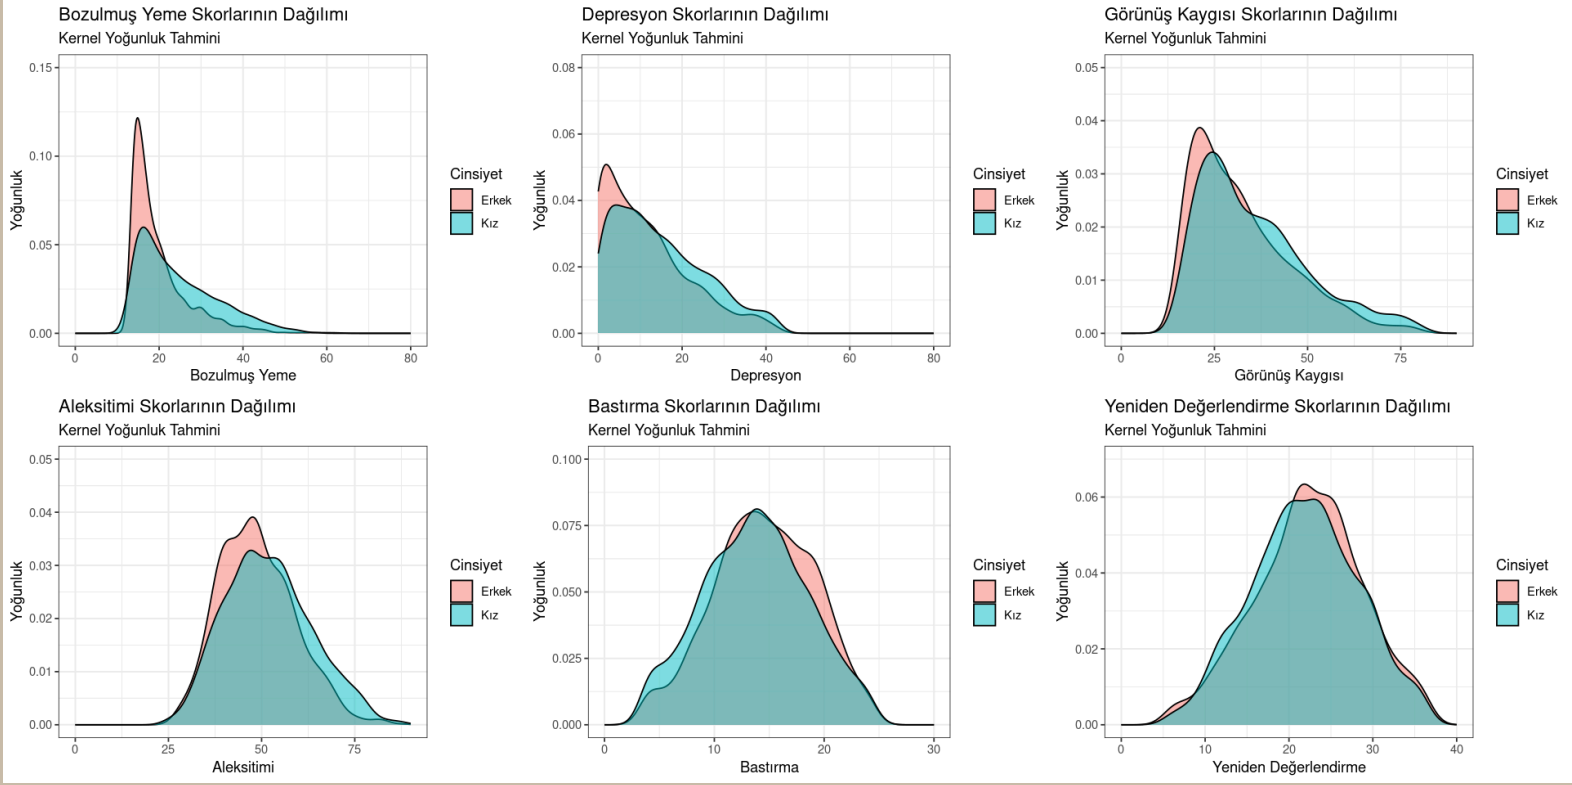 Bozulmuş Yeme Skorlarının Dağılımı
Kernel Yoğunluk Tahmini
0.15
0.10
0.05
0.00
Yoğunluk
0 20 40 60 80
Bozulmuş Yeme
Cinsiyet
Erkek
Kız
Depresyon Skorlarının Dağılımı
Kernel Yoğunluk Tahmini
0.08
0.06
0.04
0.02
0.00
Yoğunluk
0 20 40 60 80
Depresyon
Cinsiyet
Erkek
Kız
Görünüş Kaygısı Skorlarının Dağılımı
Kernel Yoğunluk Tahmini
0.05
0.04
0.03
0.02
0.01
0.00
Yoğunluk
0 25 50 75
Görünüş Kaygısı
Cinsiyet
Erkek
Kız
Aleksitimi Skorlarının Dağılımı
Kernel Yoğunluk Tahmini
0.05
0.04
0.03
0.02
0.01
0.00
Yoğunluk
0 25 50 75
Aleksitimi
Cinsiyet
Erkek
Kız
Bastırma Skorlarının Dağılımı
Kernel Yoğunluk Tahmini
0.100
0.075
0.050
0.025
0.000
Yoğunluk
0 10 20 30
Bastırma
Cinsiyet
Erkek
Kız
Yeniden Değerlendirme Skorlarının Dağılımı
Kernel Yoğunluk Tahmini
0.06
0.04
0.02
0.00
Yoğunluk
0 10 20 30 40
Yeniden Değerlendirme
Cinsiyet
Erkek
Kız